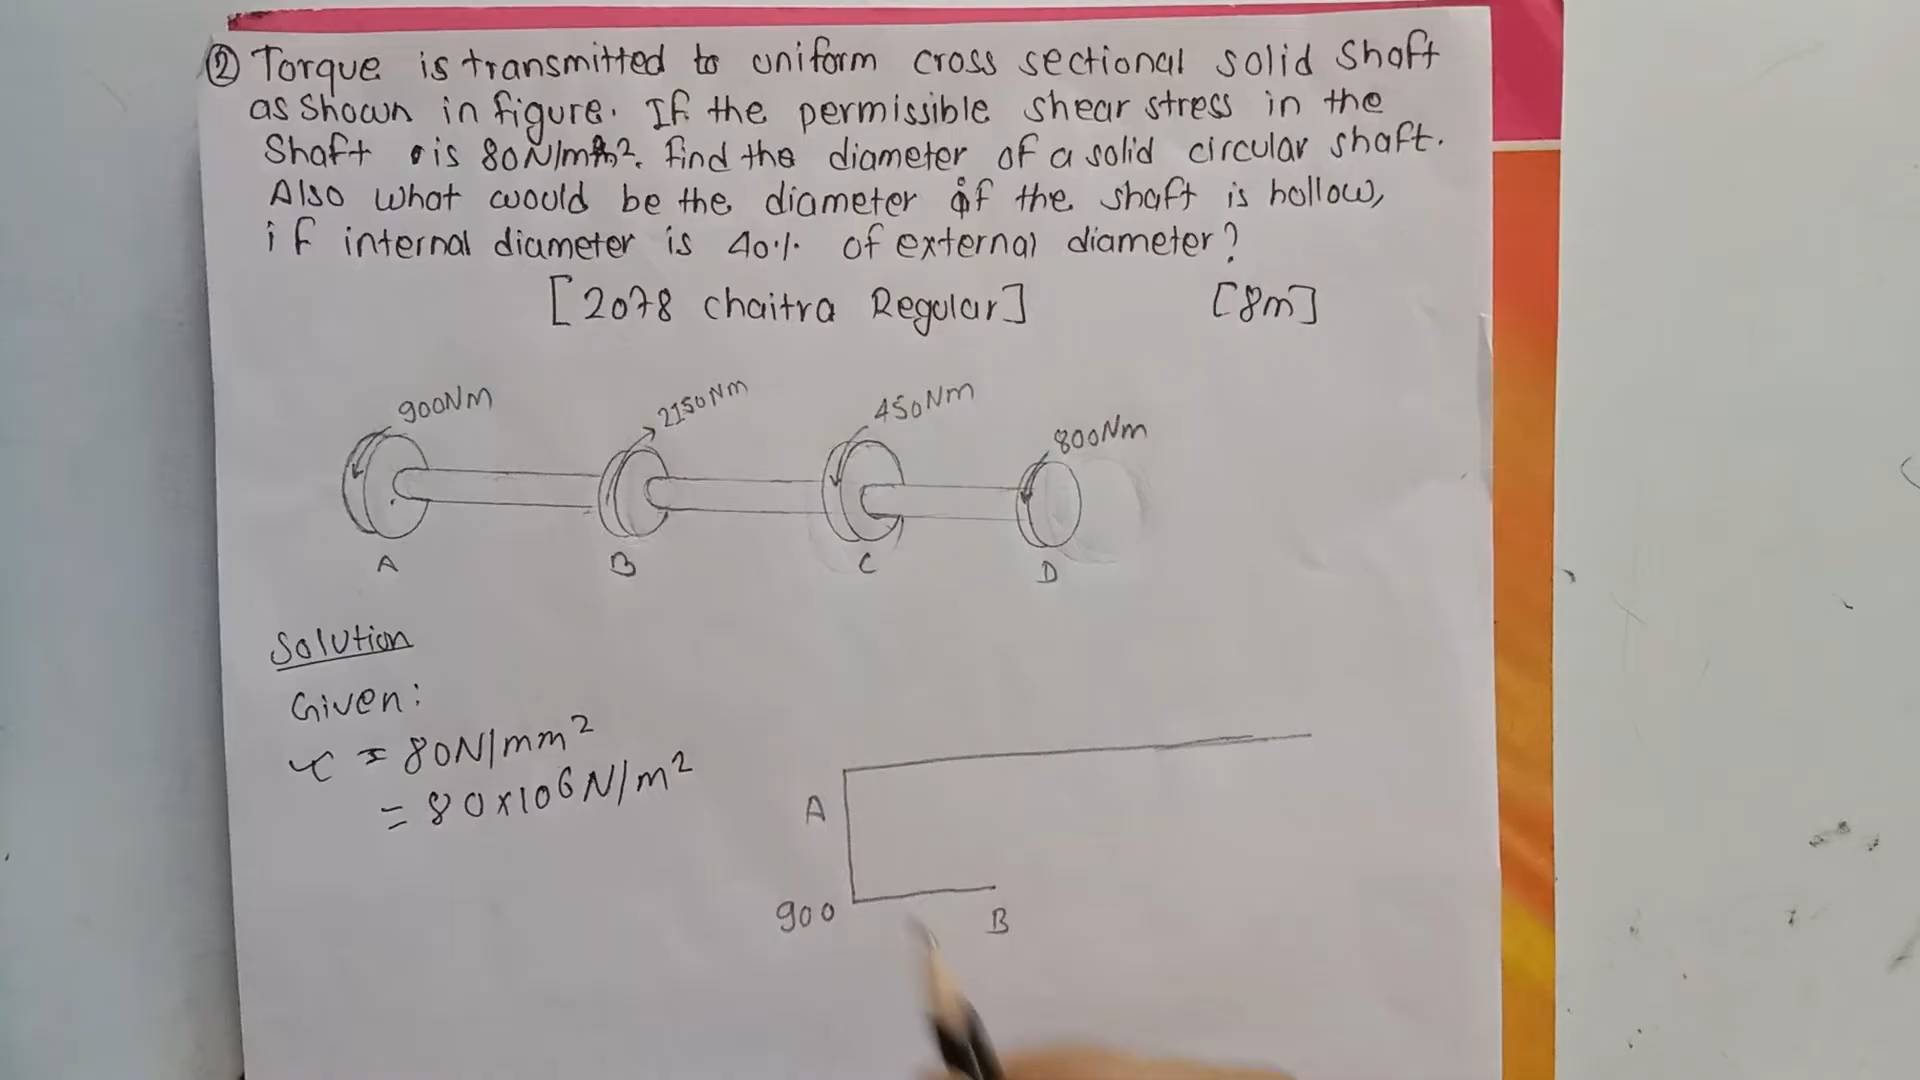 ② Torque is transmitted to uniform cross sectional solid shaft
as shown in figure. If the permissible shear stress in the
shaft is 80N/mm². find the diameter of a solid circular shaft.
Also what would be the diameter if the shaft is hollow,
if internal diameter is 40% of external diameter?
[2078 chaitra Regular] [8m]
900Nm
2150Nm
450Nm
800Nm
A B C D
Solution
Given:
τ = 80N/mm²
= 80×10⁶N/m²
A
900 B